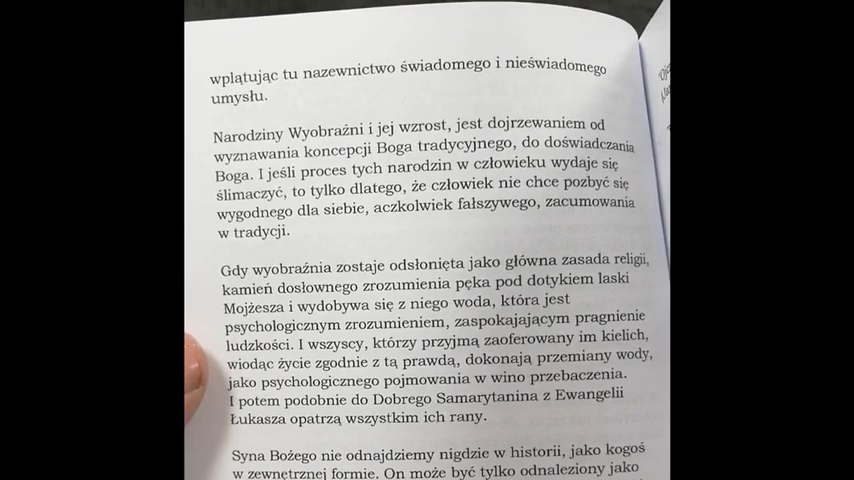 wplątując tu nazewnictwo świadomego i nieświadomego
umysłu.
Narodziny Wyobraźni i jej wzrost, jest dojrzewaniem od
wyznawania koncepcji Boga tradycyjnego, do doświadczania
Boga. I jeśli proces tych narodzin w człowieku wydaje się
ślimaczyć, to tylko dlatego, że człowiek nie chce pozbyć się
wygodnego dla siebie, aczkolwiek fałszywego, zacumowania
w tradycji.
Gdy wyobraźnia zostaje odsłonięta jako główna zasada religii,
kamień dosłownego zrozumienia pęka pod dotykiem laski
Mojżesza i wydobywa się z niego woda, która jest
psychologicznym zrozumieniem, zaspokajającym pragnienie
ludzkości. I wszyscy, którzy przyjmą zaoferowany im kielich,
wiodąc życie zgodnie z tą prawdą, dokonają przemiany wody,
jako psychologicznego pojmowania w wino przebaczenia.
I potem podobnie do Dobrego Samarytanina z Ewangelii
Łukasza opatrzą wszystkim ich rany.
Syna Bożego nie odnajdziemy nigdzie w historii, jako kogoś
w zewnętrznej formie. On może być tylko odnaleziony jako